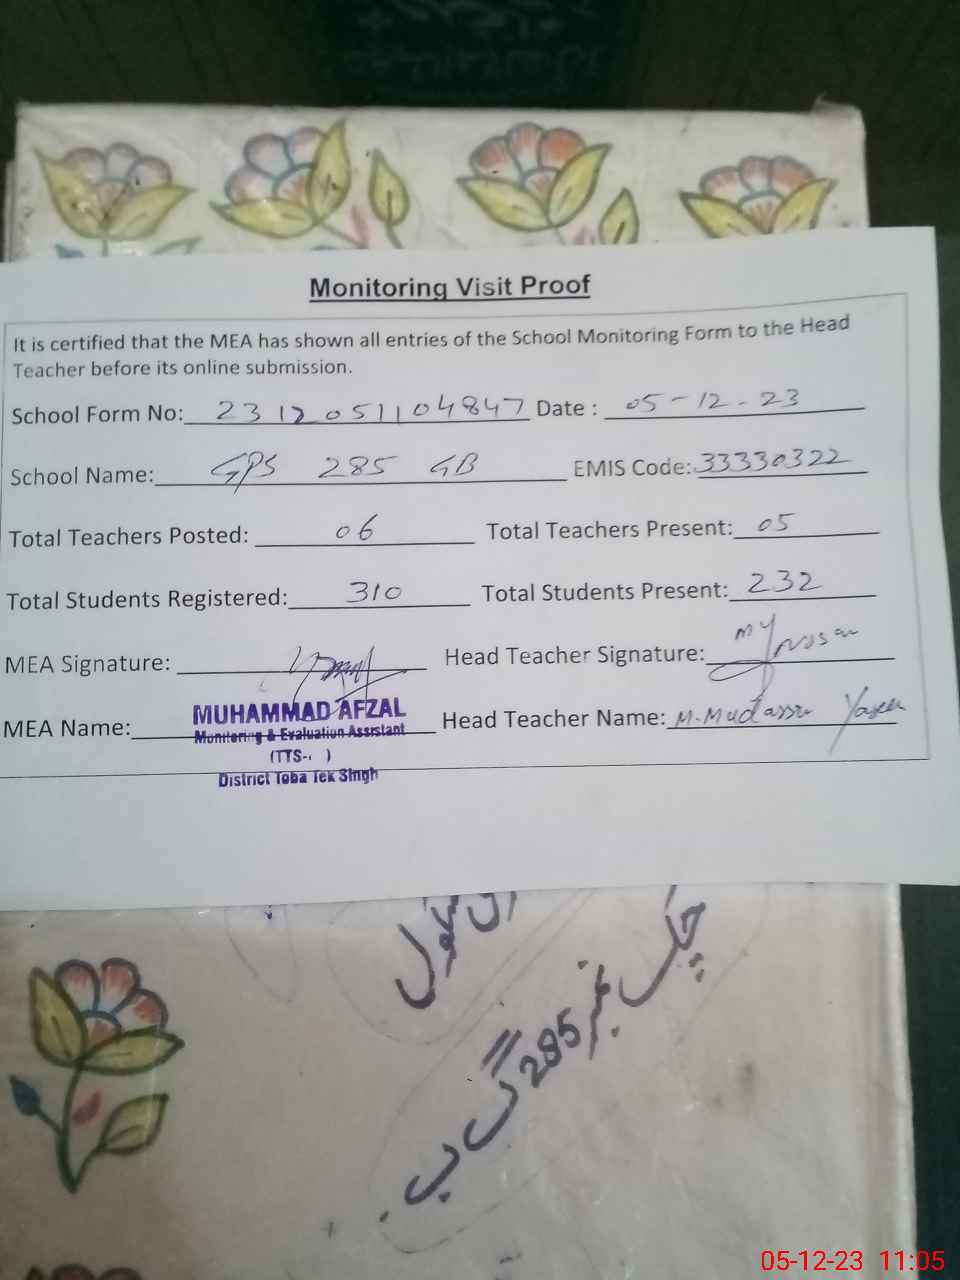 Monitoring Visit Proof
It is certified that the MEA has shown all entries of the School Monitoring Form to the Head
Teacher before its online submission.
School Form No: 2312051104847 Date : 05-12-23
School Name: GPS 285 GB EMIS Code: 33330322
Total Teachers Posted: 06 Total Teachers Present: 05
Total Students Registered: 310 Total Students Present: 232
MEA Signature: Head Teacher Signature:
MEA Name: MUHAMMAD AFZAL Head Teacher Name: M. Mudasser Yaseen
Monitoring & Evaluation Assistant
(TTS- )
District Toba Tek Singh
چک نمبر 285 گ ب
05-12-23 11:05